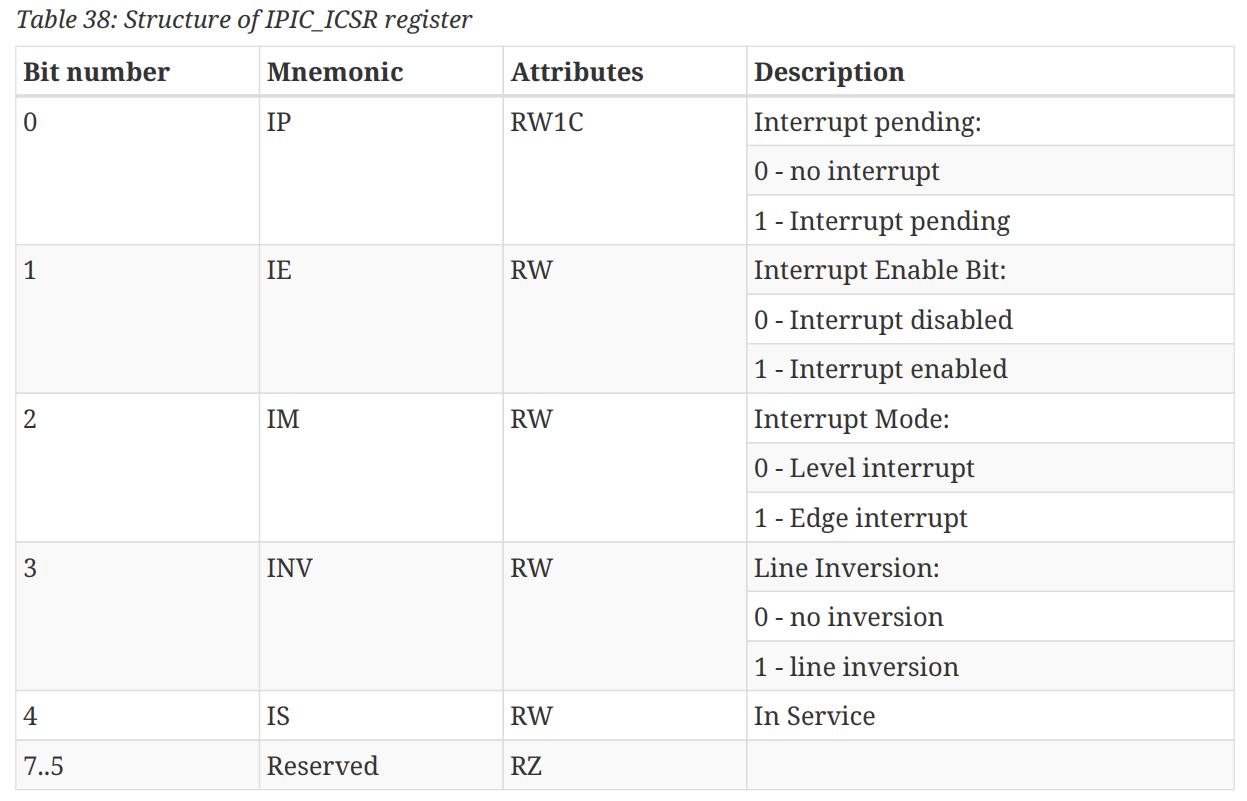 Table 38: Structure of IPIC_ICSR register
Bit number Mnemonic Attributes Description
0 IP RW1C Interrupt pending:
0 - no interrupt
1 - Interrupt pending
1 IE RW Interrupt Enable Bit:
0 - Interrupt disabled
1 - Interrupt enabled
2 IM RW Interrupt Mode:
0 - Level interrupt
1 - Edge interrupt
3 INV RW Line Inversion:
0 - no inversion
1 - line inversion
4 IS RW In Service
7..5 Reserved RZ